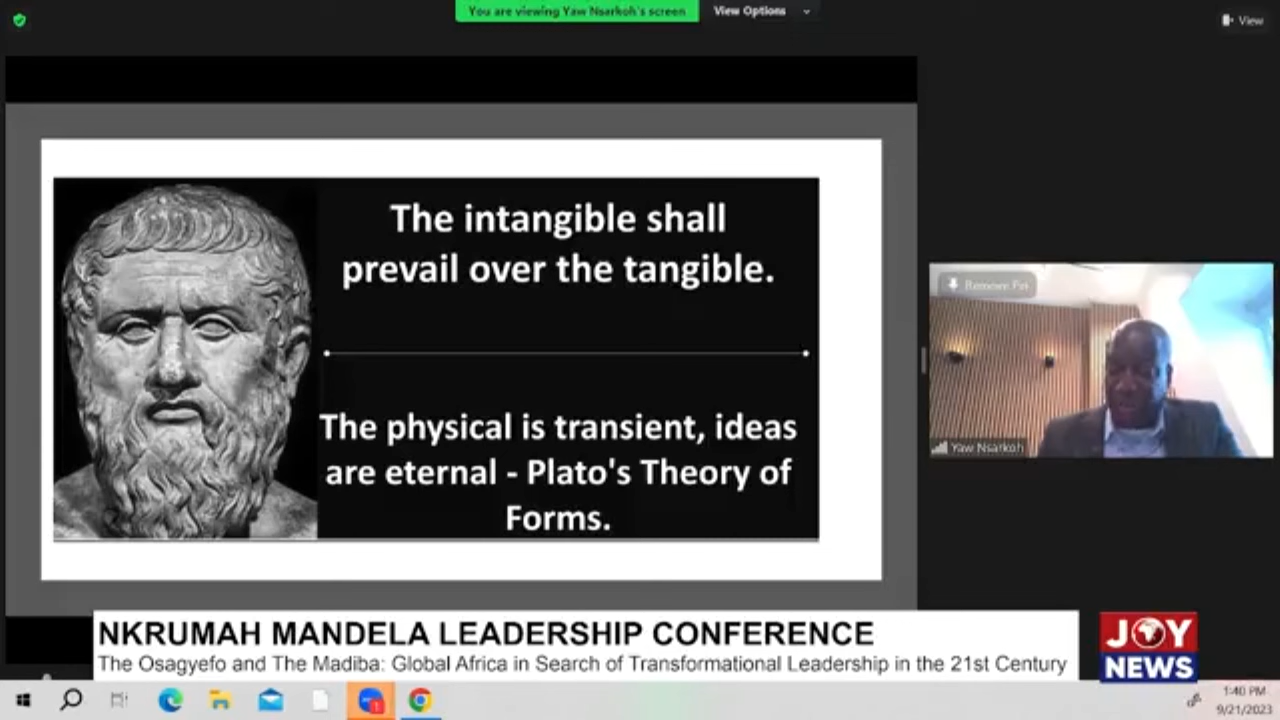 You are viewing Yaw Nsarkoh's screen
View Options
View
The intangible shall
prevail over the tangible.
The physical is transient, ideas
are eternal - Plato's Theory of
Forms.
Remove Pin
Yaw Nsarkoh
NKRUMAH MANDELA LEADERSHIP CONFERENCE
The Osagyefo and The Madiba: Global Africa in Search of Transformational Leadership in the 21st Century
JOY
NEWS
1:40 PM
9/21/2023